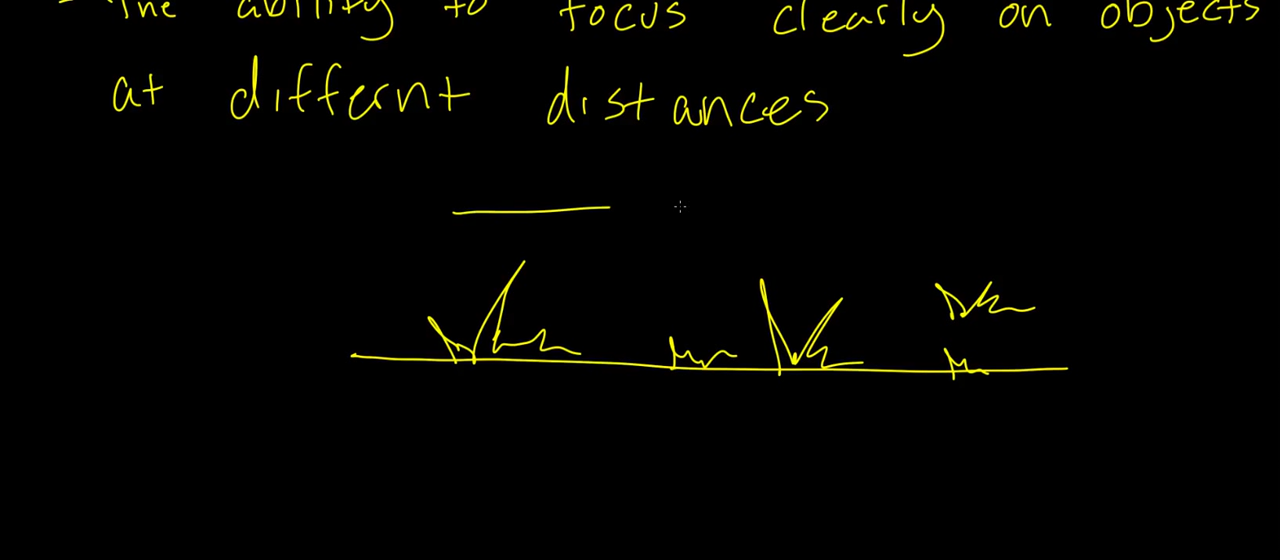 - The ability to focus clearly on objects
at differnt distances